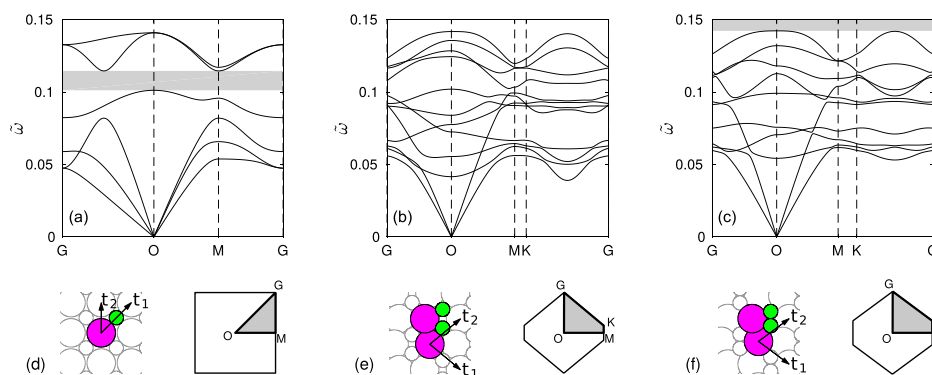 0.15 0.15 0.15
0.1 0.1 0.1
ω̃ ω̃ ω̃
0.05 0.05 0.05
(a) (b) (c)
0 0 0
G O M G G O M K G G O M K G
t₂ t₁ G t₂ G t₂ G
O M O K M O K M
(d) (e) t₁ (f) t₁